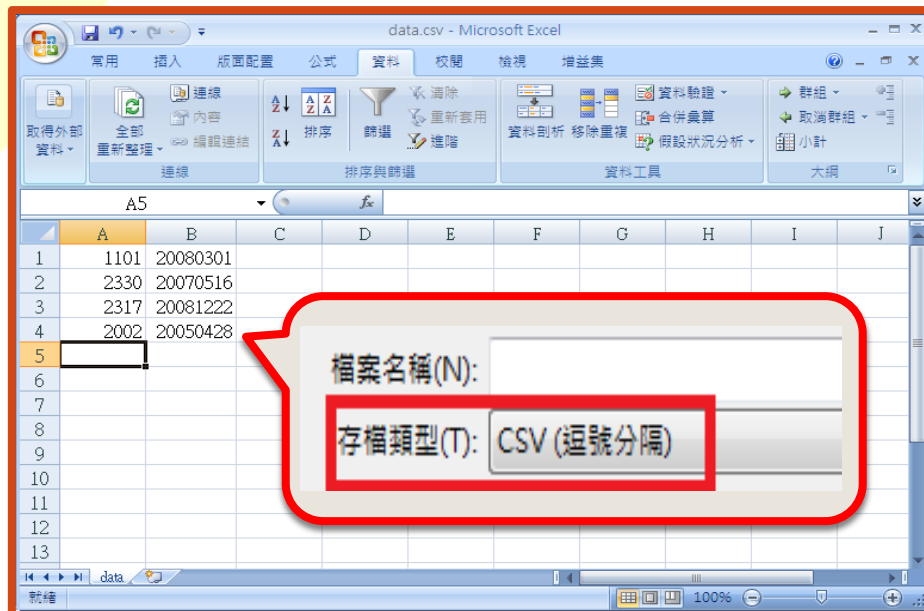 data.csv - Microsoft Excel
常用 插入 版面配置 公式 資料 校閱 檢視 增益集
取得外部資料
全部重新整理
連線
內容
編輯連結
連線
排序
篩選
清除
重新套用
進階
排序與篩選
資料剖析
移除重複
資料驗證
合併彙算
假設狀況分析
資料工具
群組
取消群組
小計
大綱
A5 fx
A B C D E F G H I J
1 1101 20080301
2 2330 20070516
3 2317 20081222
4 2002 20050428
5
6
7
8
9
10
11
12
13
檔案名稱(N):
存檔類型(T): CSV (逗號分隔)
data
就緒 100%